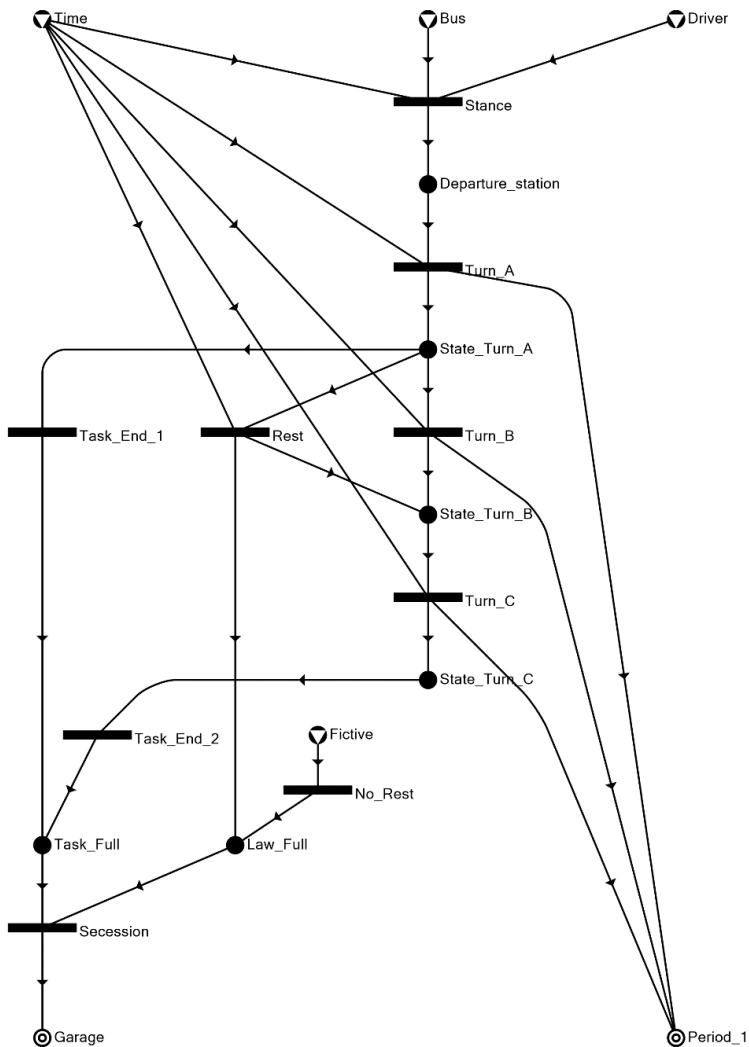 Time
Bus
Driver
Stance
Departure_station
Turn_A
State_Turn_A
Task_End_1
Rest
Turn_B
State_Turn_B
Turn_C
State_Turn_C
Task_End_2
Fictive
No_Rest
Task_Full
Law_Full
Secession
Garage
Period_1